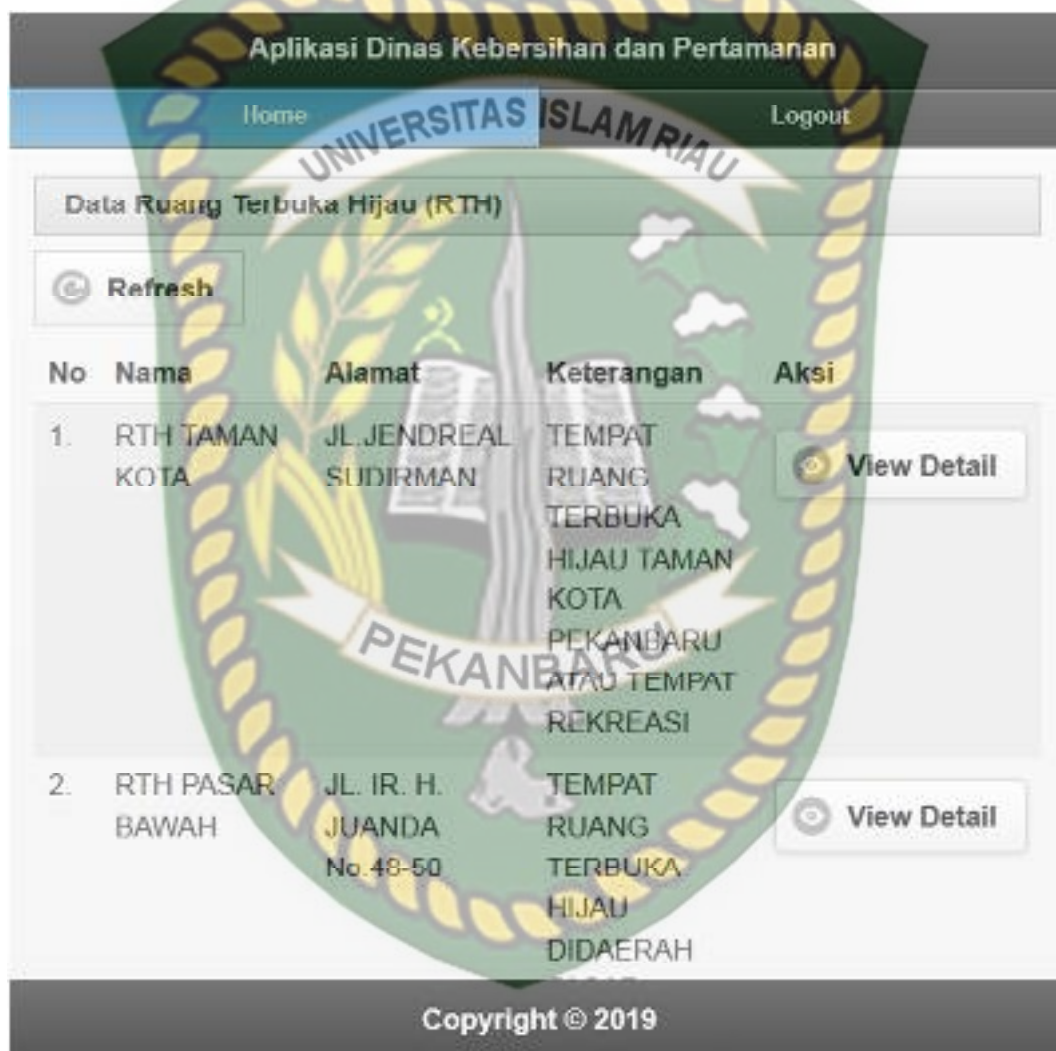 Aplikasi Dinas Kebersihan dan Pertamanan
Home Logout
UNIVERSITAS ISLAM RIAU
Data Ruang Terbuka Hijau (RTH)
Refresh
No Nama Alamat Keterangan Aksi
1. RTH TAMAN JL.JENDREAL TEMPAT
KOTA SUDIRMAN RUANG View Detail
TERBUKA
HIJAU TAMAN
KOTA
PEKANBARU
ATAU TEMPAT
REKREASI
PEKANBARU
2. RTH PASAR JL. IR. H. TEMPAT
BAWAH JUANDA RUANG View Detail
No.48-50 TERBUKA
HIJAU
DIDAERAH
Copyright © 2019